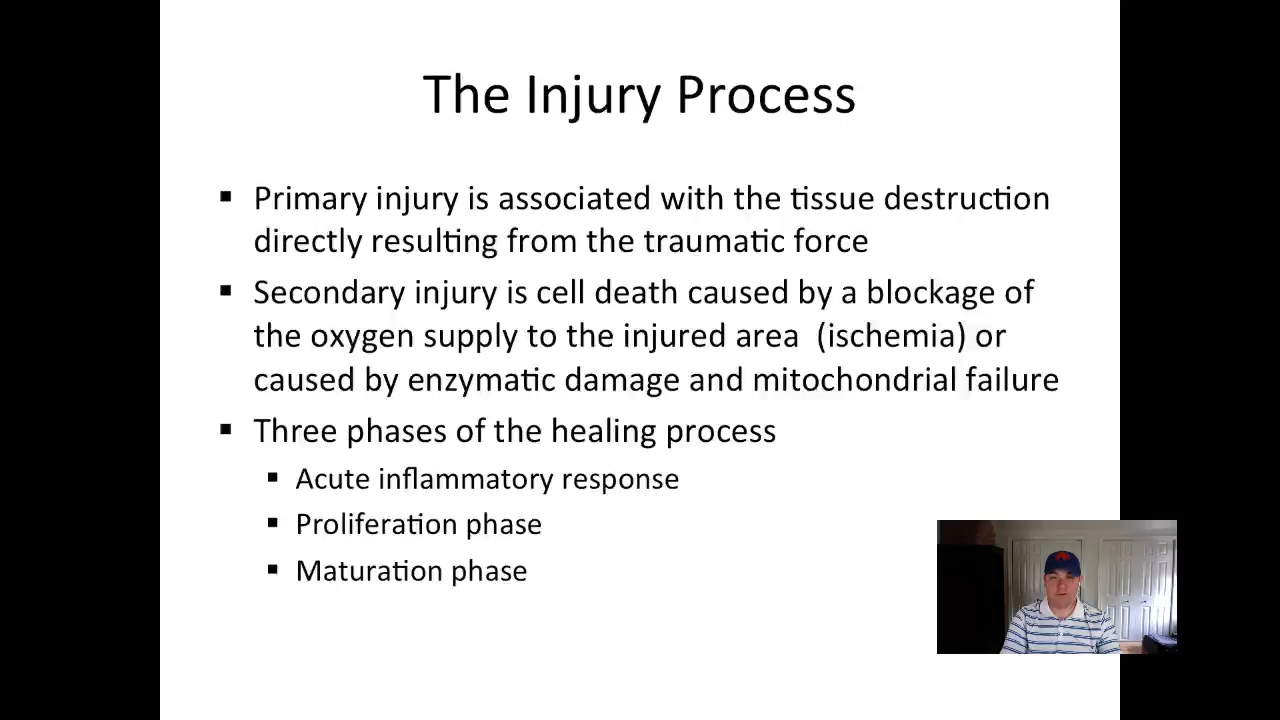 The Injury Process
▪ Primary injury is associated with the tissue destruction
directly resulting from the traumatic force
▪ Secondary injury is cell death caused by a blockage of
the oxygen supply to the injured area  (ischemia) or
caused by enzymatic damage and mitochondrial failure
▪ Three phases of the healing process
▪ Acute inflammatory response
▪ Proliferation phase
▪ Maturation phase